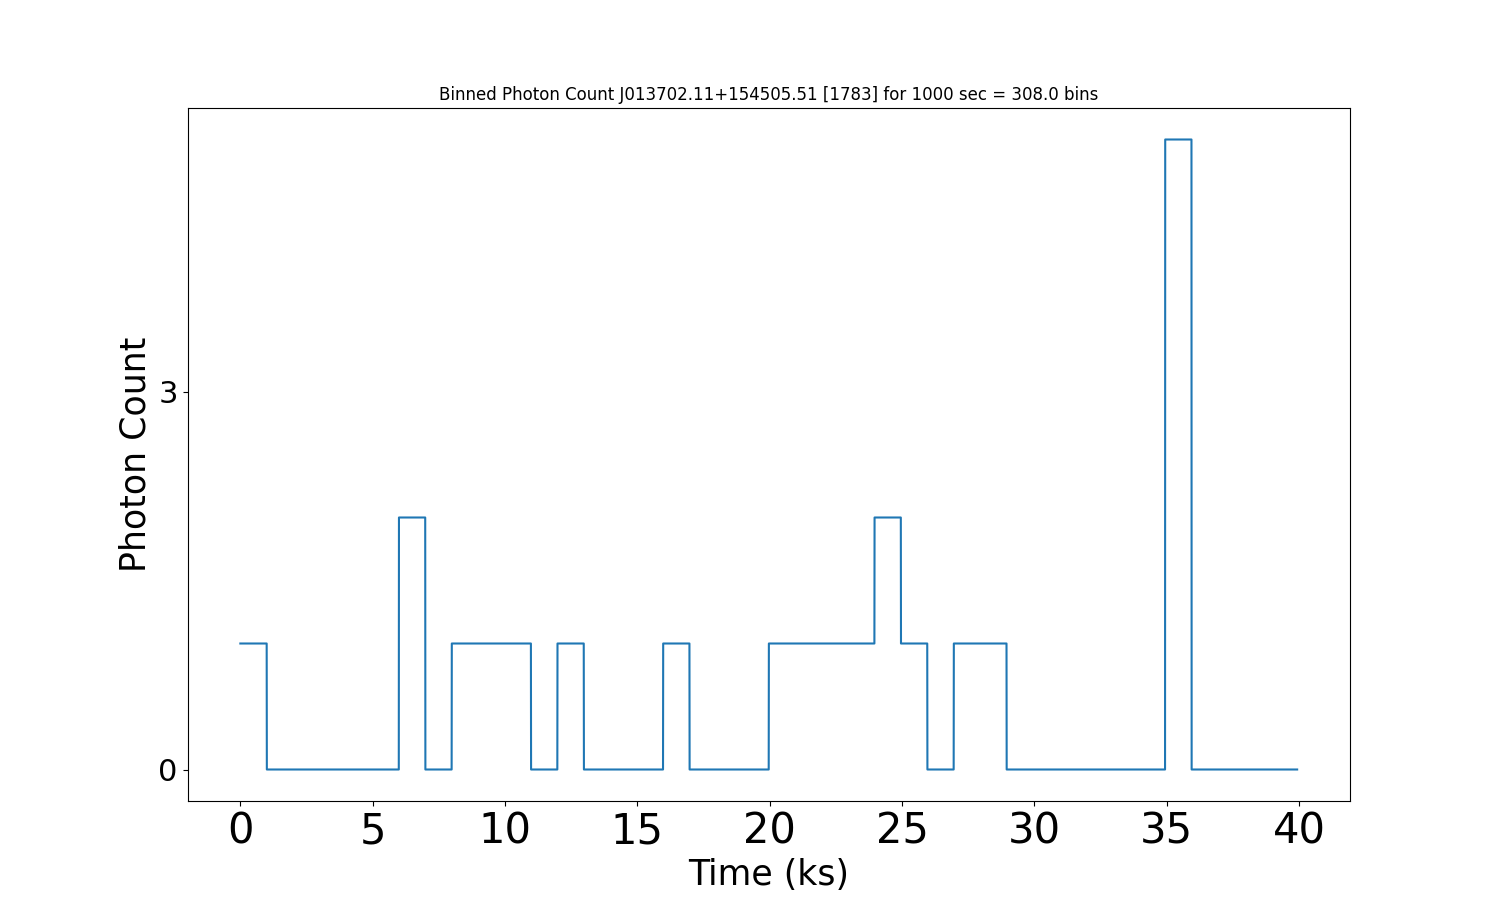 Binned Photon Count J013702.11+154505.51 [1783] for 1000 sec = 308.0 bins
Photon Count
3
0
0 5 10 15 20 25 30 35 40
Time (ks)